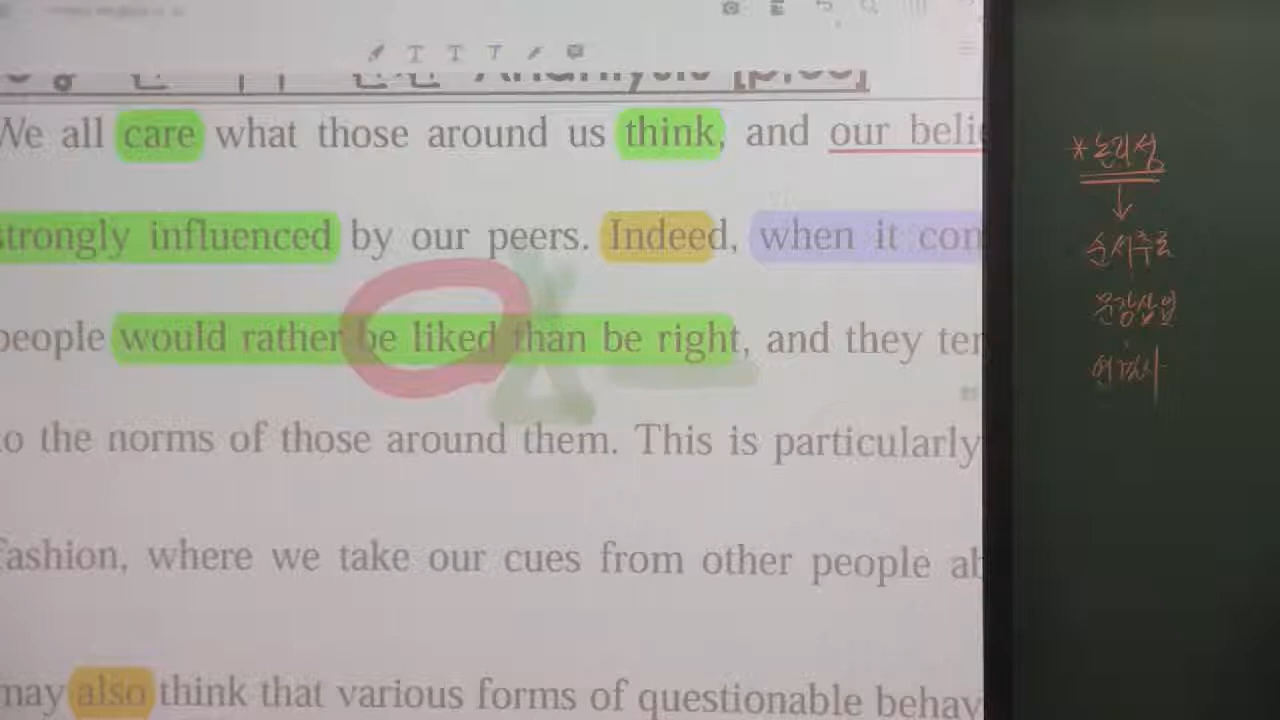 We all care what those around us think, and our beli
strongly influenced by our peers. Indeed, when it com
people would rather be liked than be right, and they ten
to the norms of those around them. This is particularly
fashion, where we take our cues from other people ab
may also think that various forms of questionable behav
*논리성
↓
순서추론
문장삽입
연결사